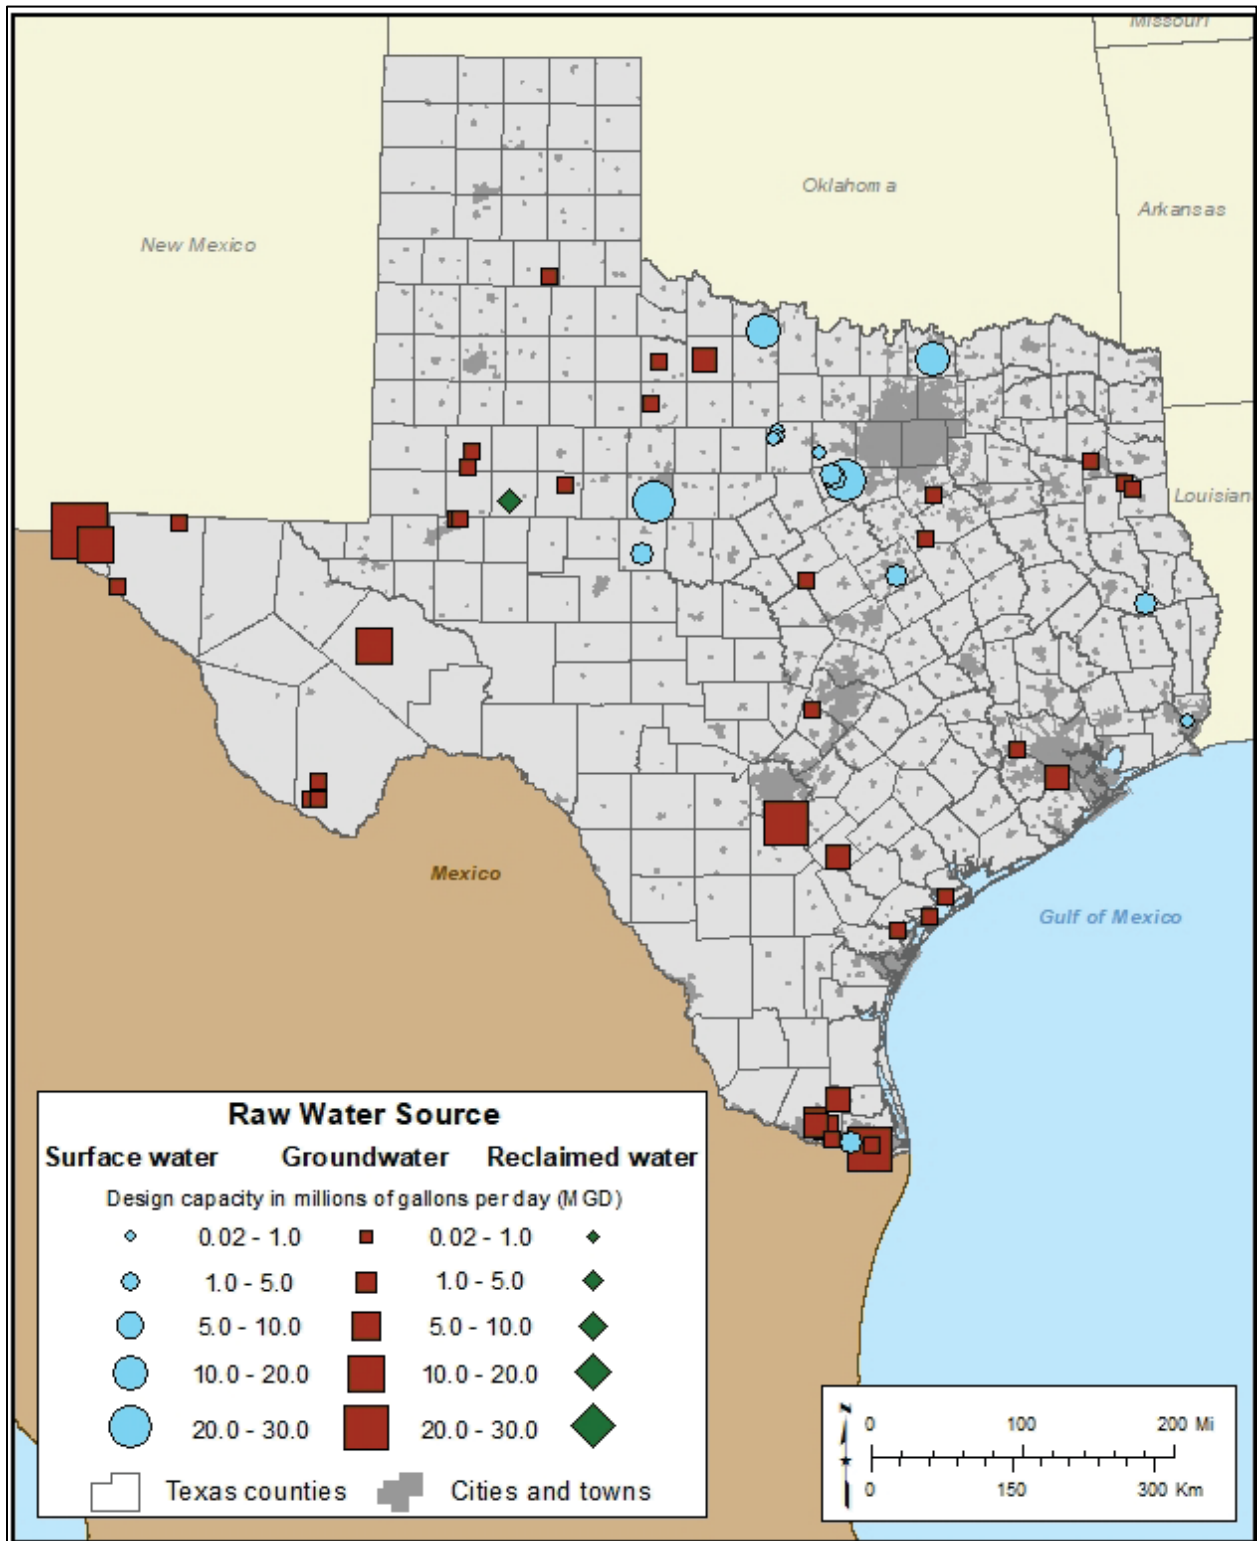 Missouri
Oklahoma
Arkansas
New Mexico
Louisian
Mexico
Gulf of Mexico
Raw Water Source
Surface water Groundwater Reclaimed water
Design capacity in millions of gallons per day (MGD)
0.02 - 1.0 0.02 - 1.0
1.0 - 5.0 1.0 - 5.0
5.0 - 10.0 5.0 - 10.0
10.0 - 20.0 10.0 - 20.0
20.0 - 30.0 20.0 - 30.0
Texas counties Cities and towns
N
0 100 200 Mi
0 150 300 Km